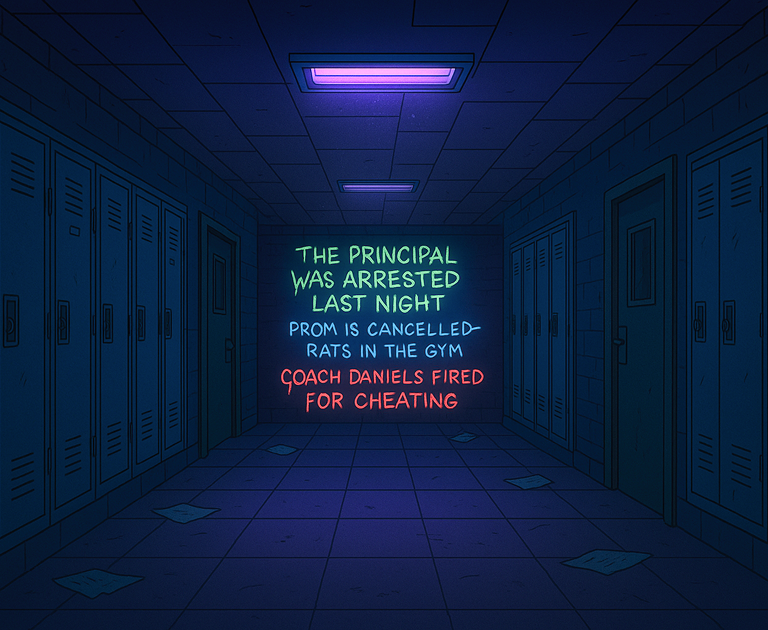 THE PRINCIPAL
WAS ARRESTED
LAST NIGHT
PROM IS CANCELLED–
RATS IN THE GYM
COACH DANIELS FIRED
FOR CHEATING